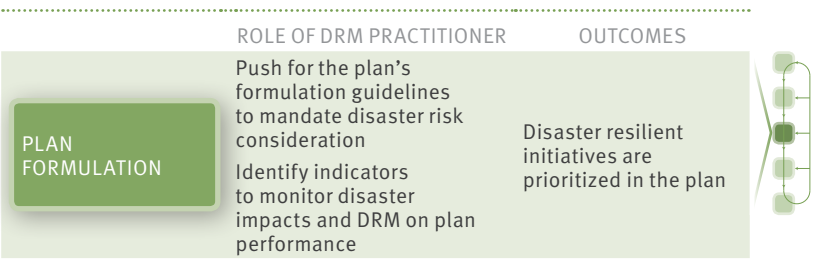 ROLE OF DRM PRACTITIONER
OUTCOMES
PLAN
FORMULATION
Push for the plan's
formulation guidelines
to mandate disaster risk
consideration
Identify indicators
to monitor disaster
impacts and DRM on plan
performance
Disaster resilient
initiatives are
prioritized in the plan